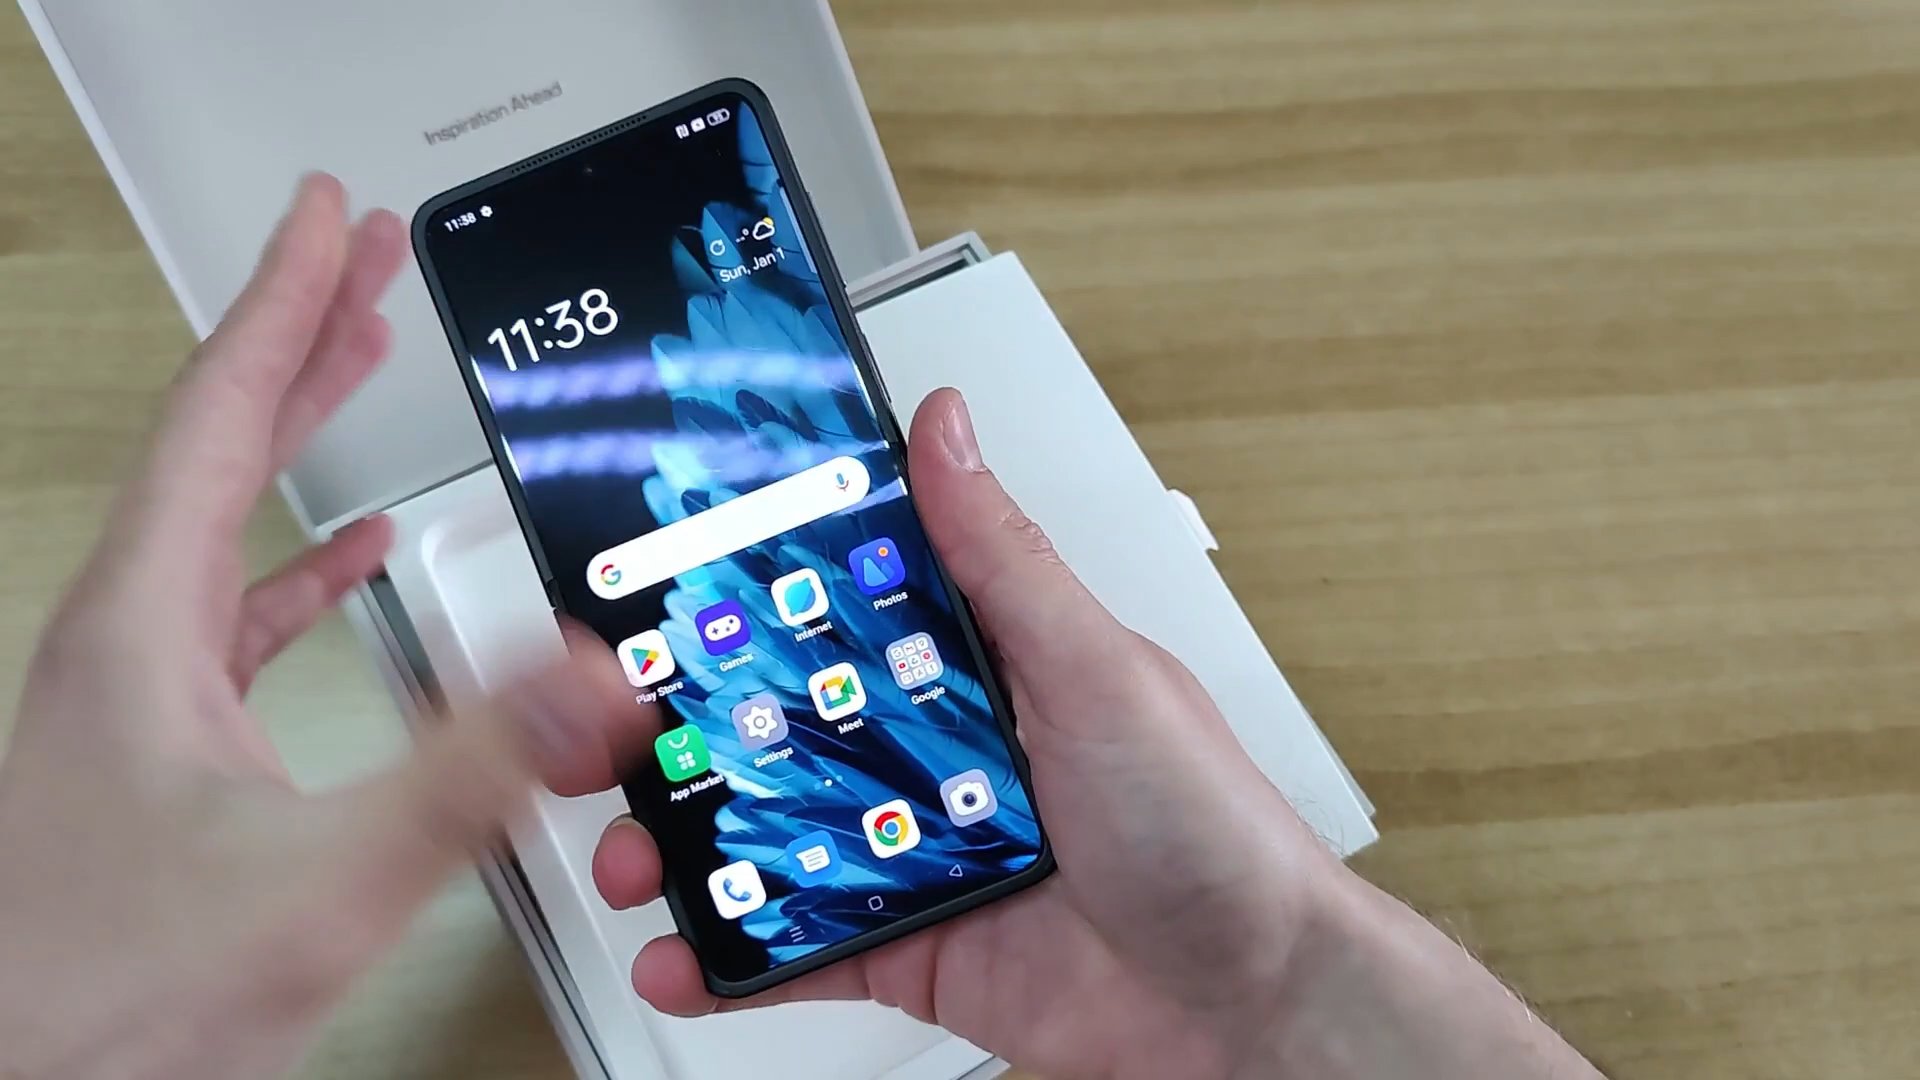 Inspiration Ahead
11:38
Sun, Jan 1
11:38
Photos
Internet
Games
Play Store
Google
Meet
Settings
App Market